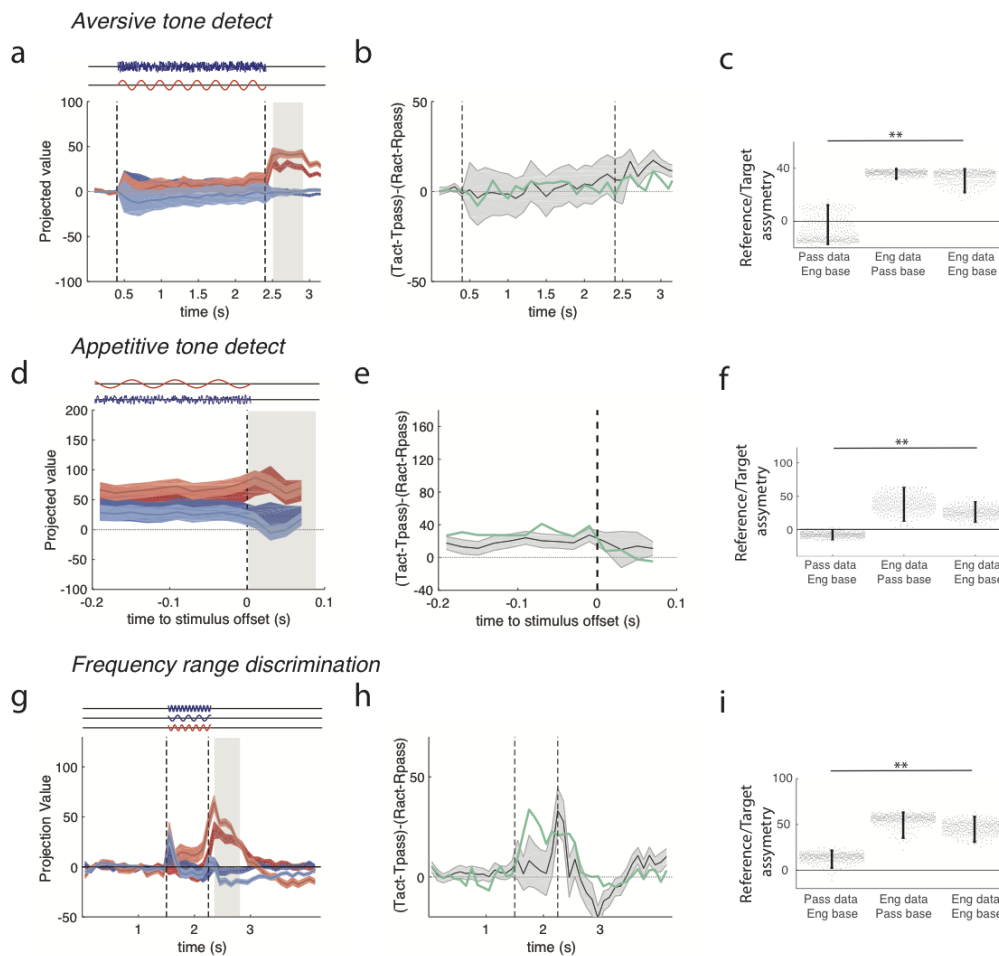 Aversive tone detect
a
b
c
100
50
0
-50
-100
Projected value
0.5
1
1.5
2
2.5
3
time (s)
50
0
-50
(Tact-Tpass)-(Ract-Rpass)
0.5
1
1.5
2
2.5
3
time (s)
**
40
0
Reference/Target
assymetry
Pass data
Eng base
Eng data
Pass base
Eng data
Eng base
Appetitive tone detect
d
e
f
200
150
100
50
0
-50
-100
Projected value
-0.2
-0.1
0
0.1
time to stimulus offset (s)
160
120
80
40
0
-40
(Tact-Tpass)-(Ract-Rpass)
-0.2
-0.1
0
0.1
time to stimulus offset (s)
**
100
50
0
Reference/Target
assymetry
Pass data
Eng base
Eng data
Pass base
Eng data
Eng base
Frequency range discrimination
g
h
i
100
50
0
-50
Projection Value
1
2
3
time (s)
50
0
(Tact-Tpass)-(Ract-Rpass)
1
2
3
time (s)
**
100
50
0
Reference/Target
assymetry
Pass data
Eng base
Eng data
Pass base
Eng data
Eng base